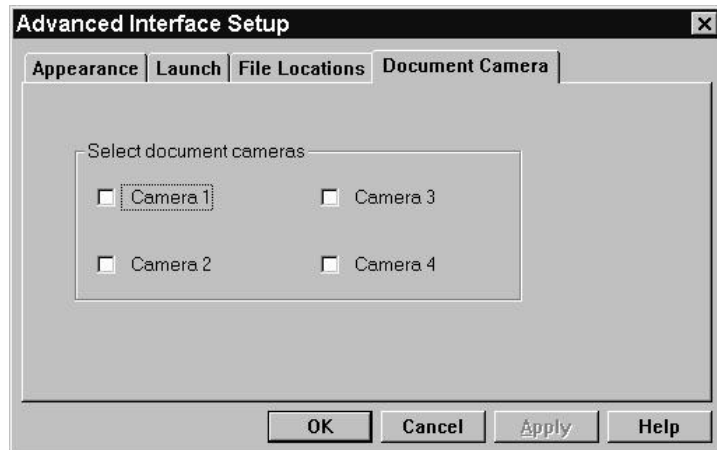 Advanced Interface Setup
Appearance Launch File Locations Document Camera
Select document cameras
Camera 1 Camera 3
Camera 2 Camera 4
OK Cancel Apply Help